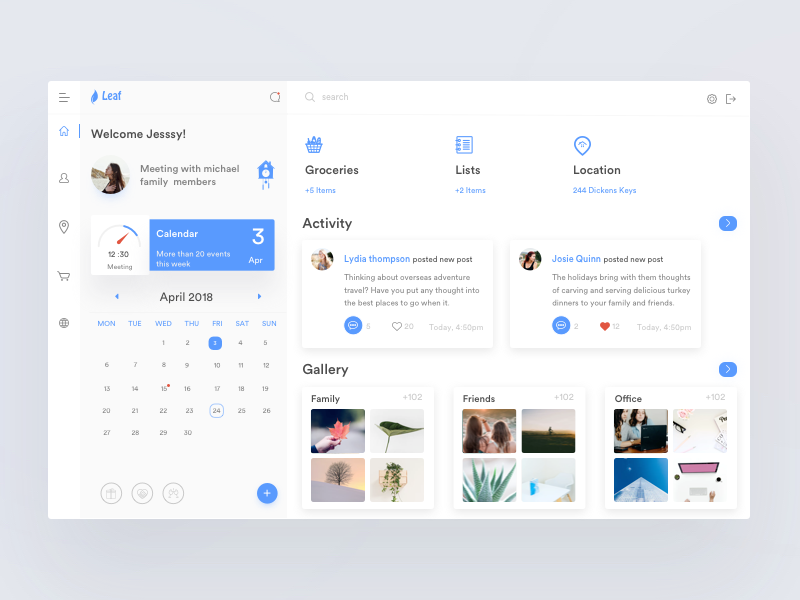 Leaf
search
Welcome Jesssy!
Meeting with michael
family members
12 :30
Meeting
Calendar
More than 20 events
this week
3
Apr
April 2018
MON TUE WED THU FRI SAT SUN
1 2 3 4 5
6 7 8 9 10 11 12
13 14 15 16 17 18 19
20 21 22 23 24 25 26
27 28 29 30
Groceries
+5 Items
Lists
+2 Items
Location
244 Dickens Keys
Activity
Lydia thompson posted new post
Thinking about overseas adventure
travel? Have you put any thought into
the best places to go when it.
5 20 Today, 4:50pm
Josie Quinn posted new post
The holidays bring with them thoughts
of carving and serving delicious turkey
dinners to your family and friends.
2 12 Today, 4:50pm
Gallery
Family +102
Friends +102
Office +102